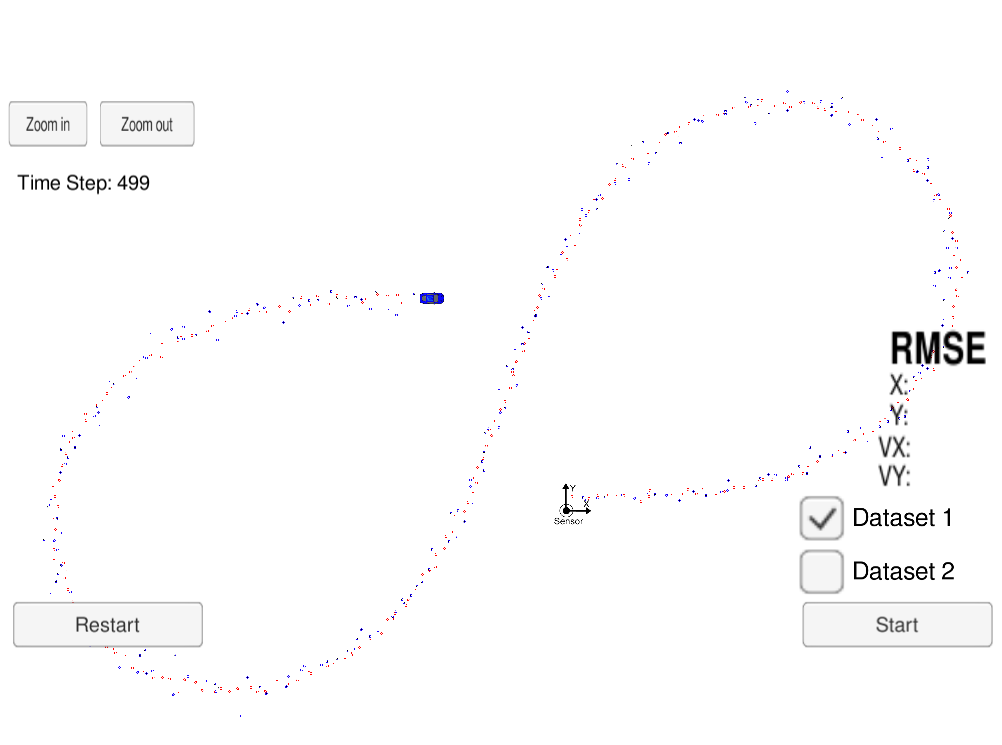 Zoom in
Zoom out
Time Step: 499
RMSE
X:
Y:
VX:
VY:
Y
X
Sensor
Dataset 1
Dataset 2
Restart
Start